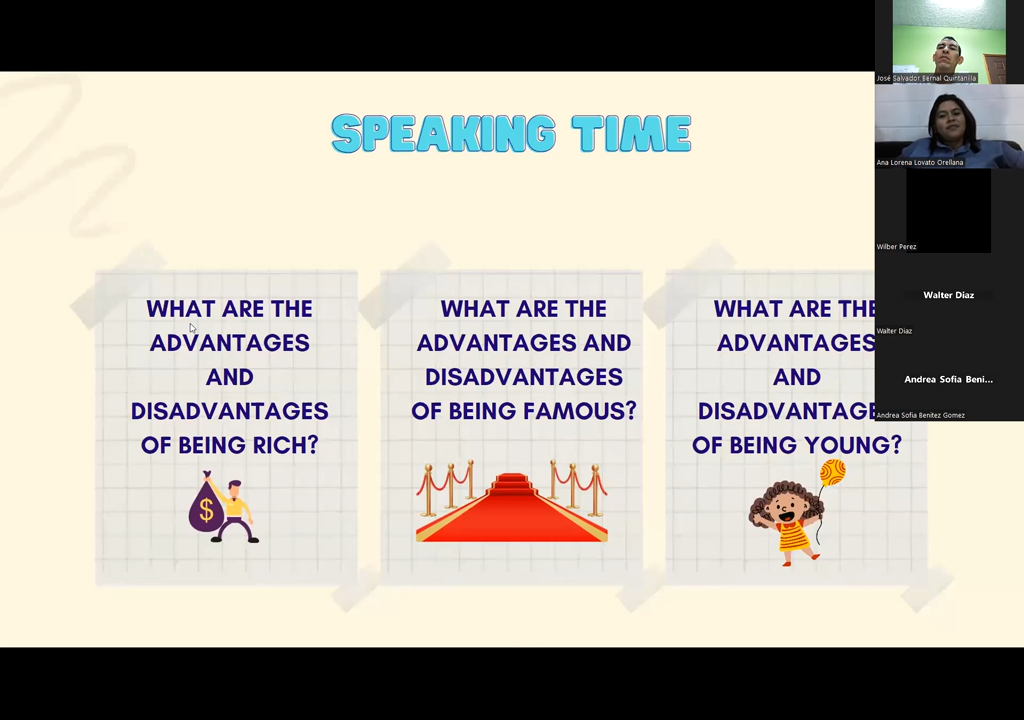 SPEAKING TIME
WHAT ARE THE
ADVANTAGES
AND
DISADVANTAGES
OF BEING RICH?
$
WHAT ARE THE
ADVANTAGES AND
DISADVANTAGES
OF BEING FAMOUS?
WHAT ARE THE
ADVANTAGES
AND
DISADVANTAGE
OF BEING YOUNG?
José Salvador Bernal Quintanilla
Ana Lorena Lovato Orellana
Wilber Perez
Walter Diaz
Walter Diaz
Andrea Sofia Beni...
Andrea Sofia Benitez Gomez